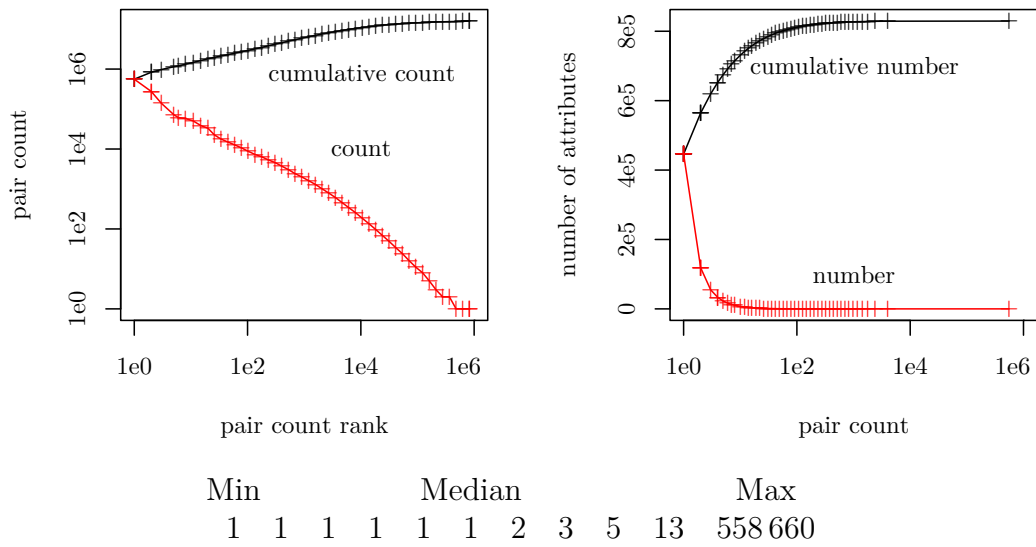 pair count
1e0 1e2 1e4 1e6
cumulative count
count
1e0 1e2 1e4 1e6
pair count rank
number of attributes
0 2e5 4e5 6e5 8e5
cumulative number
number
1e0 1e2 1e4 1e6
pair count
Min Median Max
1 1 1 1 1 1 2 3 5 13 558 660